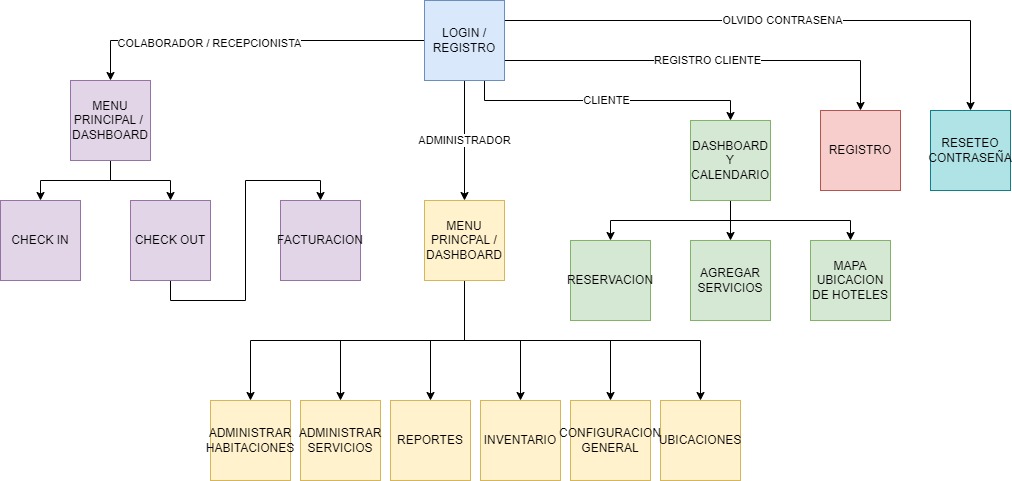 LOGIN /
REGISTRO
OLVIDO CONTRASENA
COLABORADOR / RECEPCIONISTA
REGISTRO CLIENTE
CLIENTE
ADMINISTRADOR
MENU
PRINCIPAL /
DASHBOARD
DASHBOARD
Y
CALENDARIO
REGISTRO
RESETEO
CONTRASEÑA
CHECK IN
CHECK OUT
FACTURACION
MENU
PRINCPAL /
DASHBOARD
RESERVACION
AGREGAR
SERVICIOS
MAPA
UBICACION
DE HOTELES
ADMINISTRAR
HABITACIONES
ADMINISTRAR
SERVICIOS
REPORTES
INVENTARIO
CONFIGURACION
GENERAL
UBICACIONES